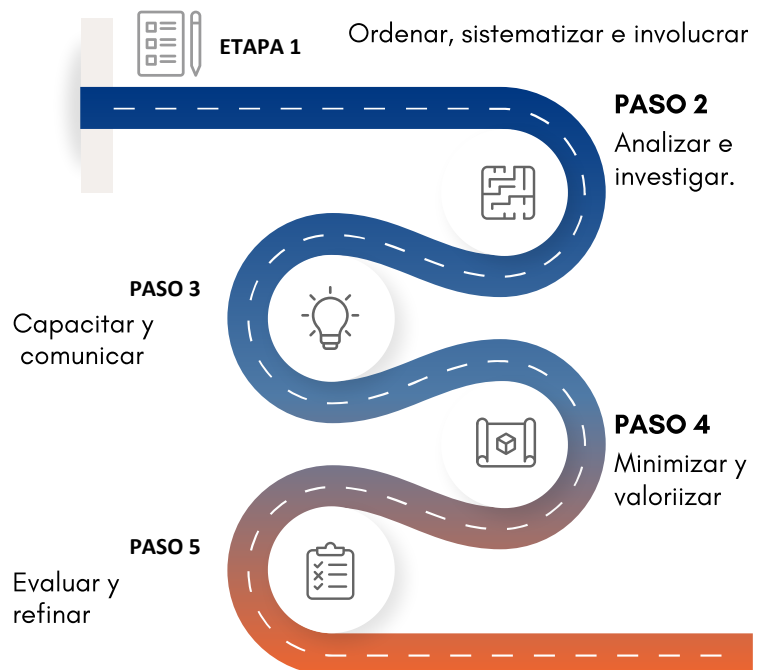 ETAPA 1
Ordenar, sistematizar e involucrar
PASO 2
Analizar e
investigar.
PASO 3
Capacitar y
comunicar
PASO 4
Minimizar y
valoriizar
PASO 5
Evaluar y
refinar